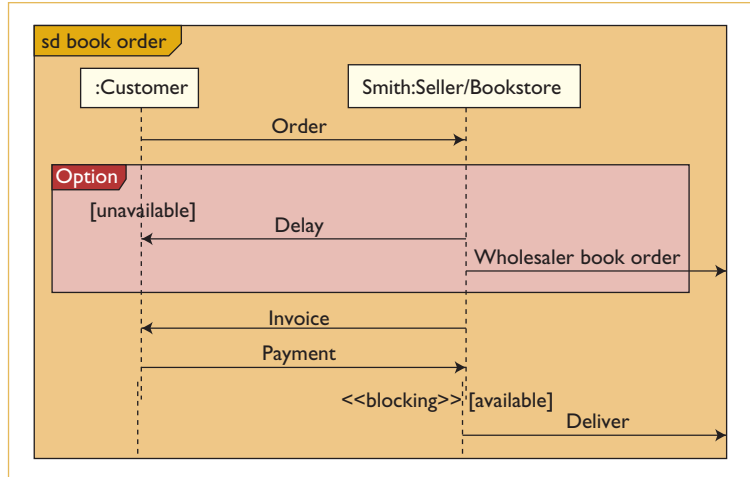 sd book order
:Customer
Smith:Seller/Bookstore
Order
Option
[unavailable]
Delay
Wholesaler book order
Invoice
Payment
<<blocking>> [available]
Deliver